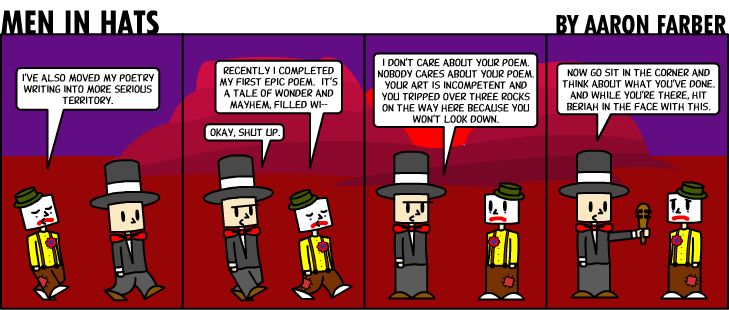 MEN IN HATS
BY AARON FARBER
I'VE ALSO MOVED MY POETRY
WRITING INTO MORE SERIOUS
TERRITORY.
RECENTLY I COMPLETED
MY FIRST EPIC POEM. IT'S
A TALE OF WONDER AND
MAYHEM, FILLED WI--
OKAY, SHUT UP.
I DON'T CARE ABOUT YOUR POEM.
NOBODY CARES ABOUT YOUR POEM.
YOUR ART IS INCOMPETENT AND
YOU TRIPPED OVER THREE ROCKS
ON THE WAY HERE BECAUSE YOU
WON'T LOOK DOWN.
NOW GO SIT IN THE CORNER AND
THINK ABOUT WHAT YOU'VE DONE.
AND WHILE YOU'RE THERE, HIT
BERIAH IN THE FACE WITH THIS.